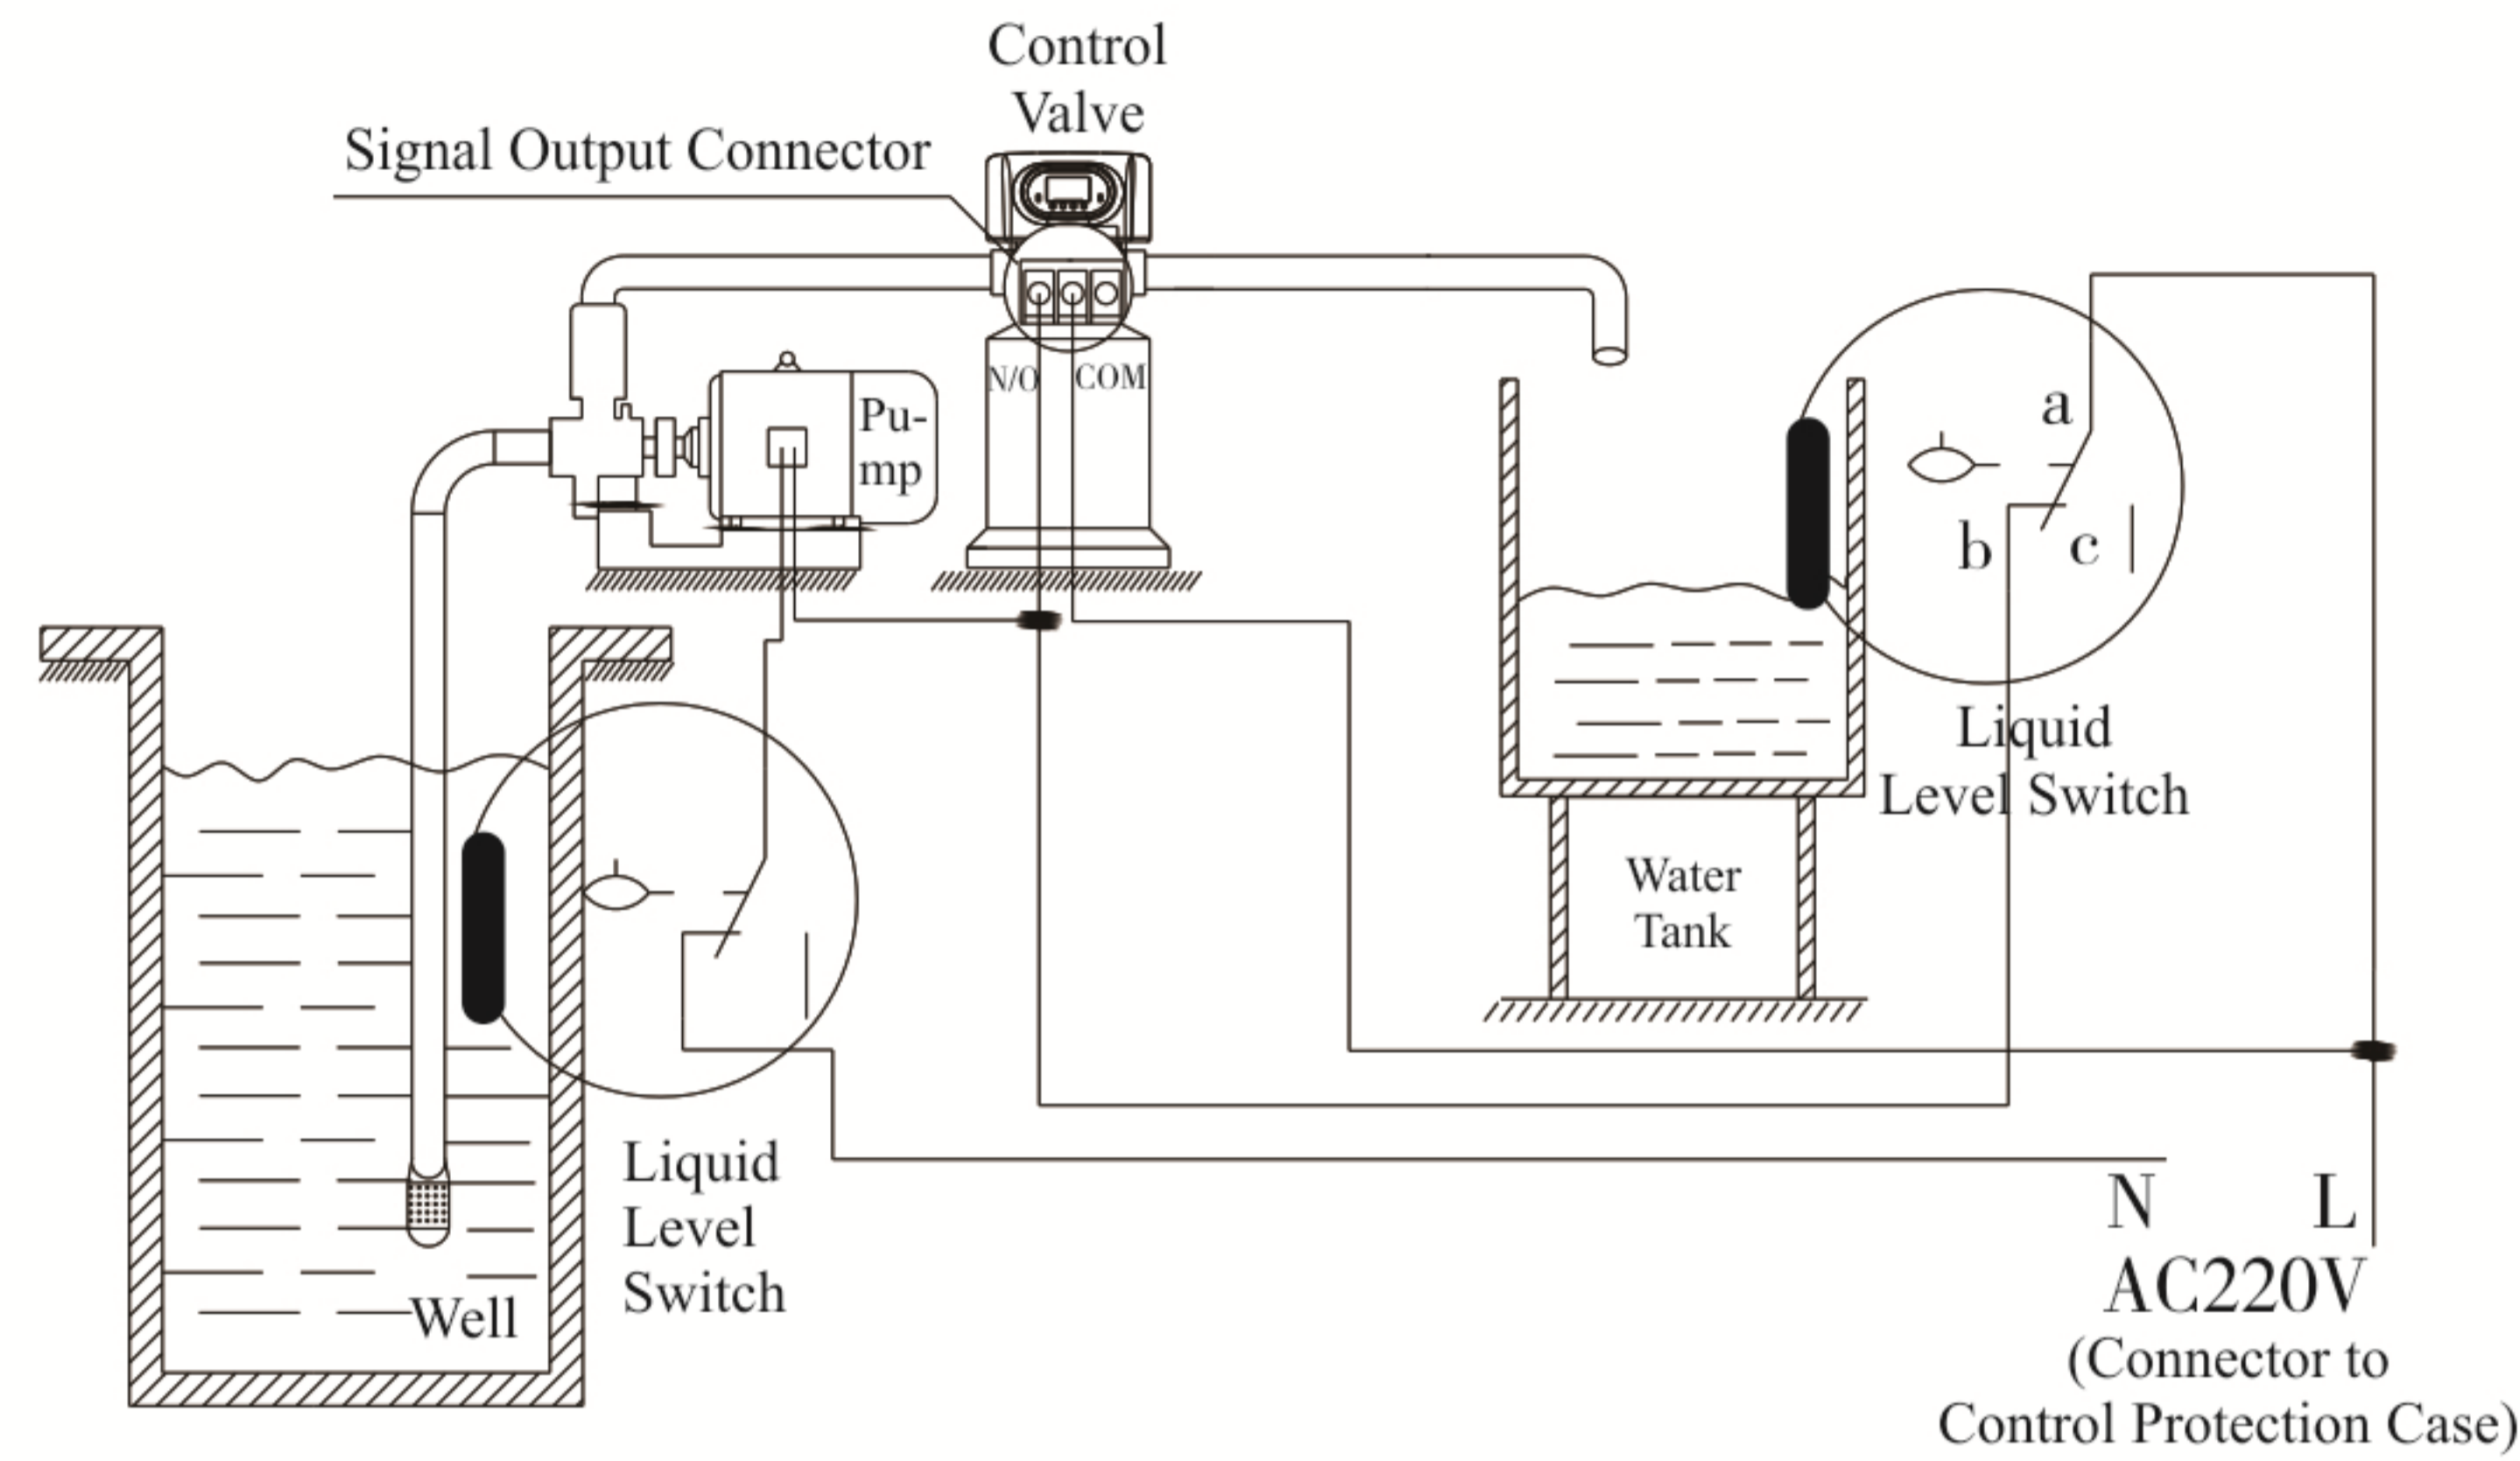 Control
Valve
Signal Output Connector
N/O
COM
Pu-
mp
a
b
c
Liquid
Level Switch
Water
Tank
Liquid
Level
Switch
Well
N
L
AC220V
(Connector to
Control Protection Case)